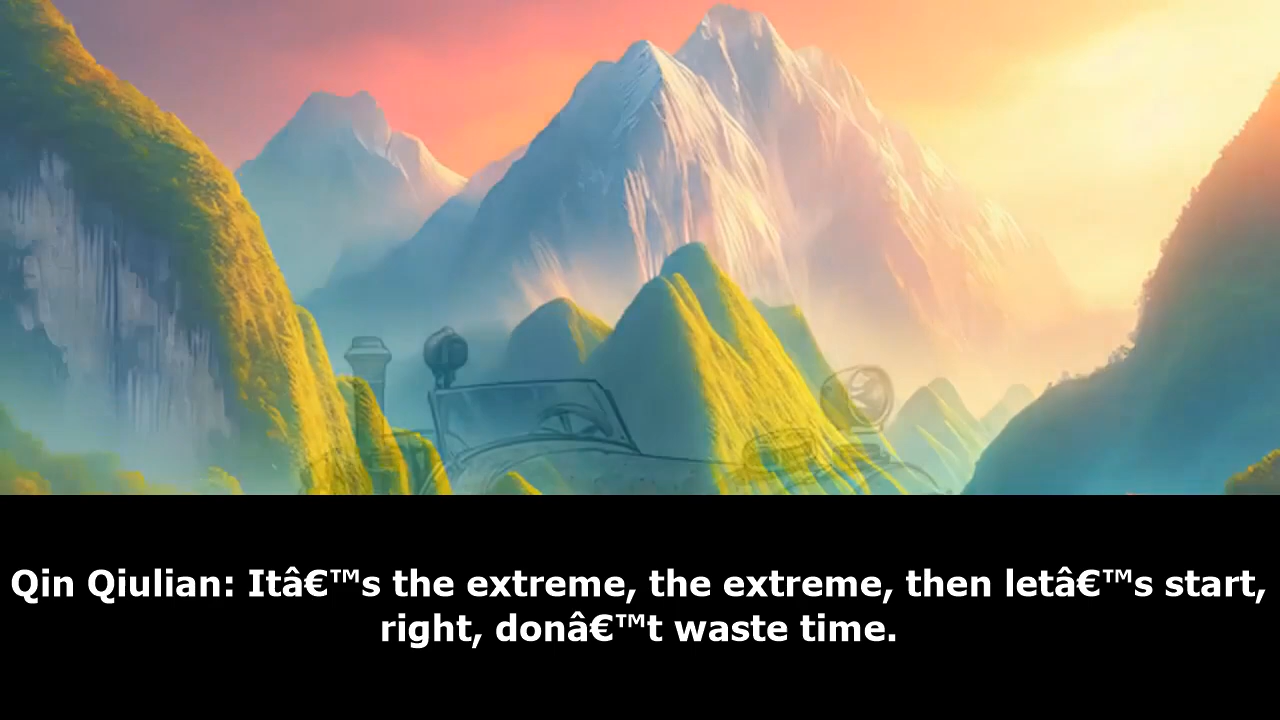 Qin Qiulian: Itâ€™s the extreme, the extreme, then letâ€™s start,
right, donâ€™t waste time.